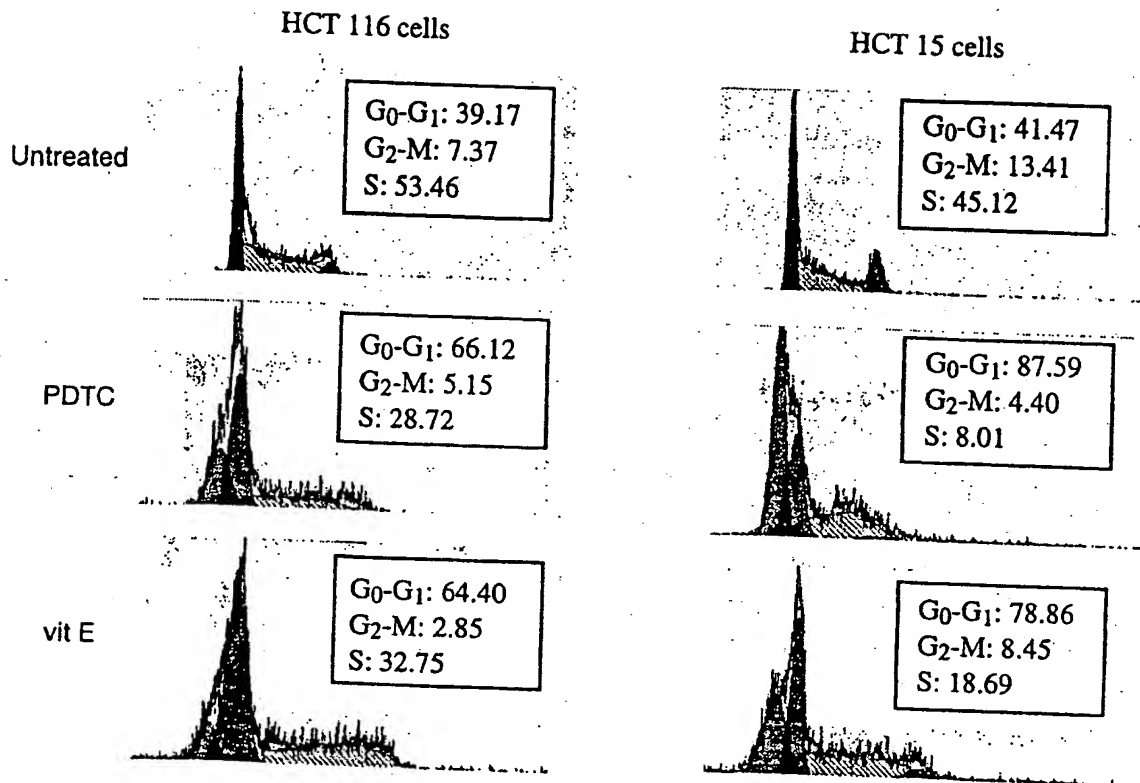 HCT 116 cells
HCT 15 cells
Untreated
G0-G1: 39.17
G2-M: 7.37
S: 53.46
G0-G1: 41.47
G2-M: 13.41
S: 45.12
PDTC
G0-G1: 66.12
G2-M: 5.15
S: 28.72
G0-G1: 87.59
G2-M: 4.40
S: 8.01
vit E
G0-G1: 64.40
G2-M: 2.85
S: 32.75
G0-G1: 78.86
G2-M: 8.45
S: 18.69